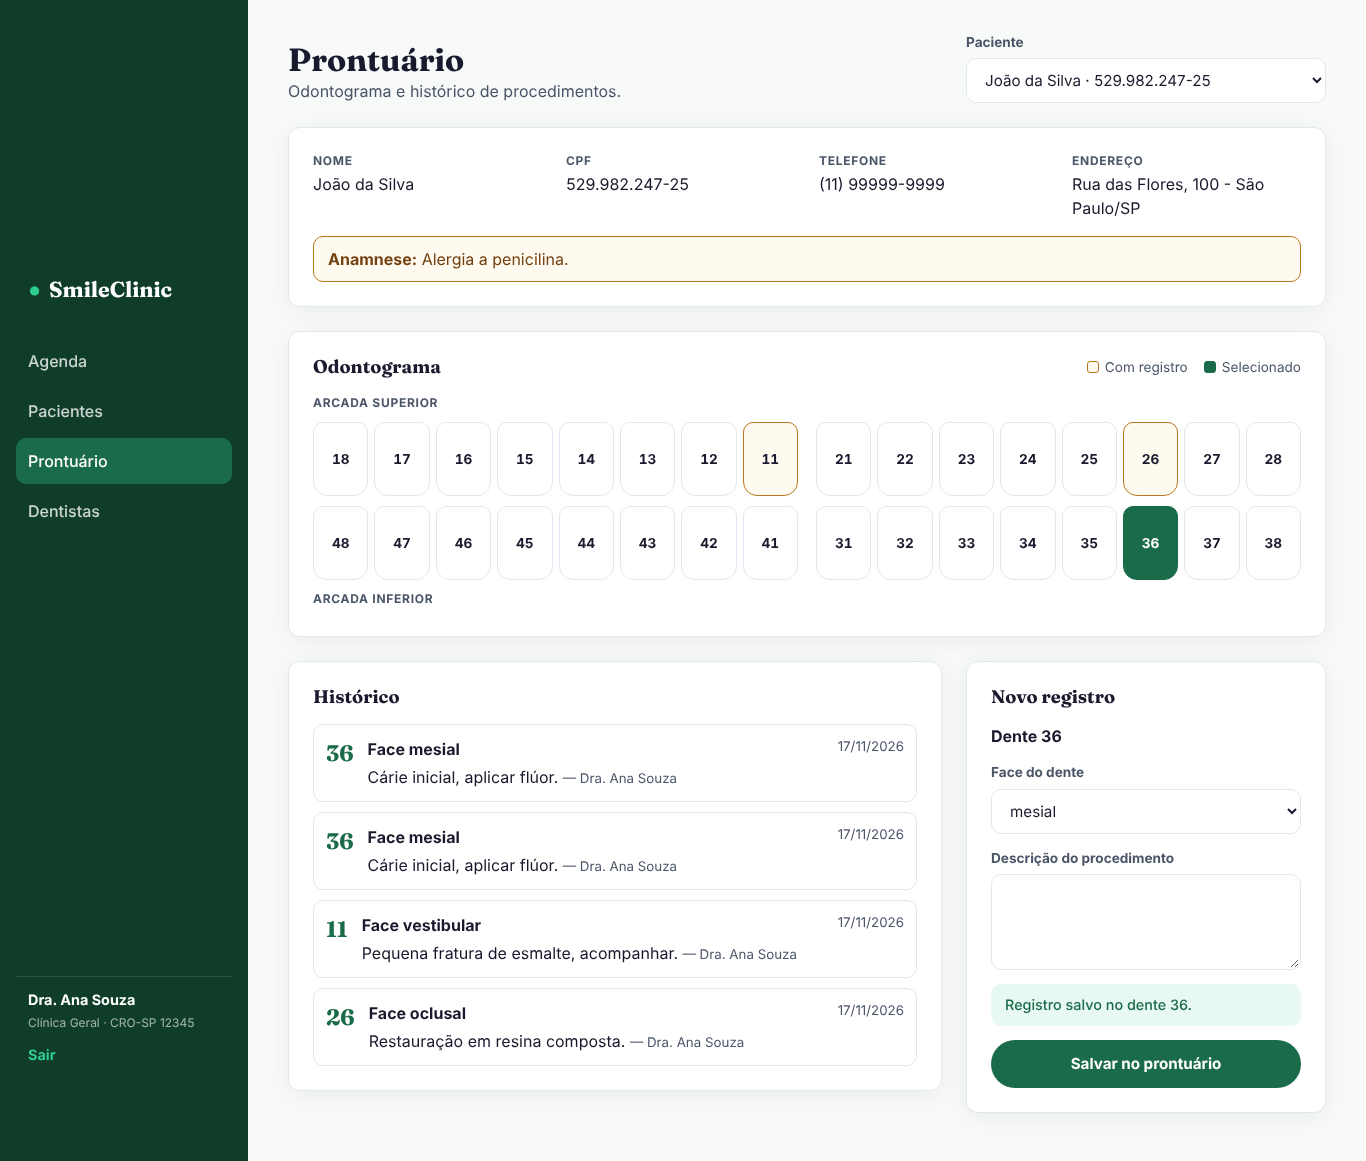 SmileClinic
Agenda
Pacientes
Prontuário
Dentistas
Dra. Ana Souza
Clínica Geral · CRO-SP 12345
Sair
Prontuário
Odontograma e histórico de procedimentos.
Paciente
João da Silva · 529.982.247-25
NOME
João da Silva
CPF
529.982.247-25
TELEFONE
(11) 99999-9999
ENDEREÇO
Rua das Flores, 100 - São
Paulo/SP
Anamnese: Alergia a penicilina.
Odontograma
Com registro
Selecionado
ARCADA SUPERIOR
18 17 16 15 14 13 12 11 21 22 23 24 25 26 27 28
48 47 46 45 44 43 42 41 31 32 33 34 35 36 37 38
ARCADA INFERIOR
Histórico
36 Face mesial 17/11/2026
Cárie inicial, aplicar flúor. — Dra. Ana Souza
36 Face mesial 17/11/2026
Cárie inicial, aplicar flúor. — Dra. Ana Souza
11 Face vestibular 17/11/2026
Pequena fratura de esmalte, acompanhar. — Dra. Ana Souza
26 Face oclusal 17/11/2026
Restauração em resina composta. — Dra. Ana Souza
Novo registro
Dente 36
Face do dente
mesial
Descrição do procedimento
Registro salvo no dente 36.
Salvar no prontuário